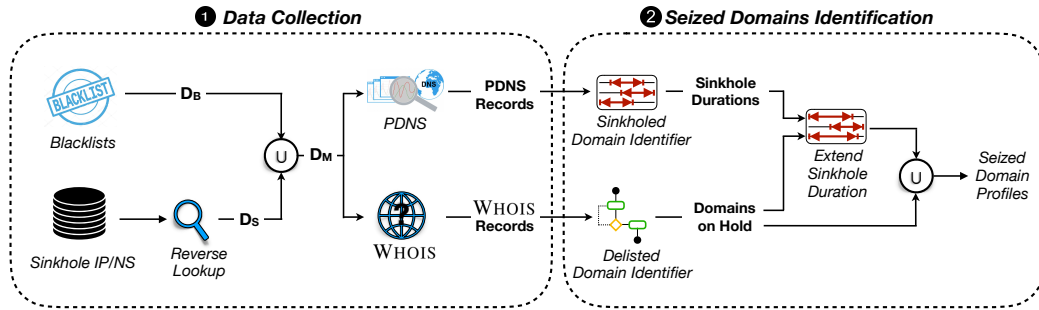 1 Data Collection
2 Seized Domains Identification
BLACKLIST
Blacklists
DB
U
DM
Sinkhole IP/NS
Reverse
Lookup
DS
DNS
PDNS
PDNS
Records
?
WHOIS
WHOIS
Records
Sinkholed
Domain Identifier
Sinkhole
Durations
Delisted
Domain Identifier
Domains
on Hold
Extend
Sinkhole
Duration
U
Seized
Domain
Profiles